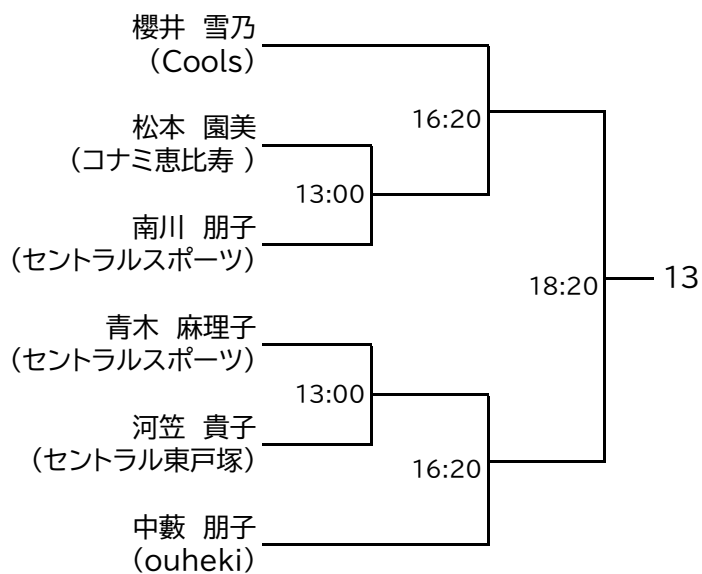 櫻井 雪乃
(Cools)
16:20
松本 園美
(コナミ恵比寿 )
13:00
南川 朋子
(セントラルスポーツ)
18:20
13
青木 麻理子
(セントラルスポーツ)
13:00
河笠 貴子
(セントラル東戸塚)
16:20
中藪 朋子
(ouheki)